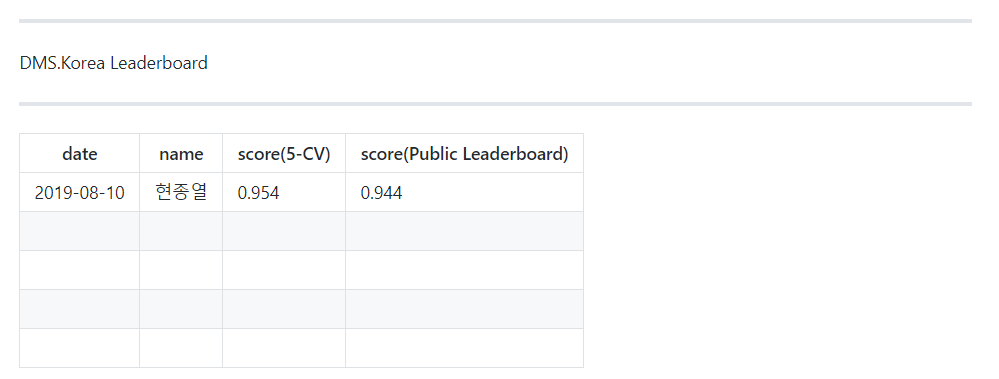 DMS.Korea Leaderboard
date name score(5-CV) score(Public Leaderboard)
2019-08-10 현종열 0.954 0.944